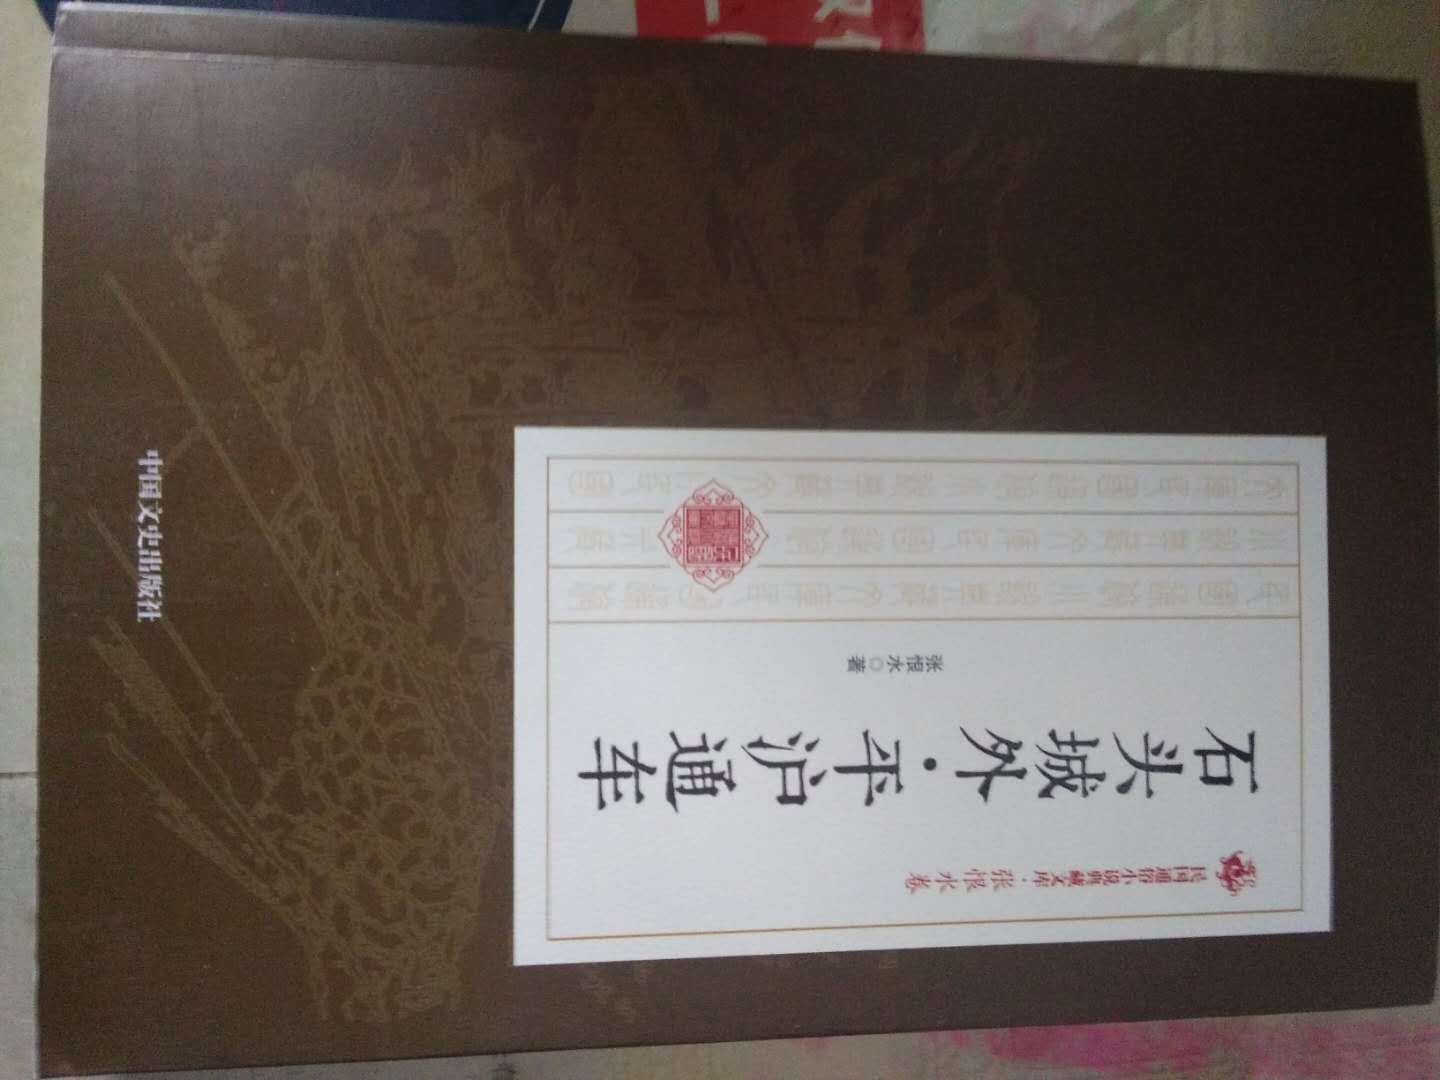 民国通俗小说典藏文库·张恨水卷
石头城外·平沪通车
张恨水◎著
中国文史出版社